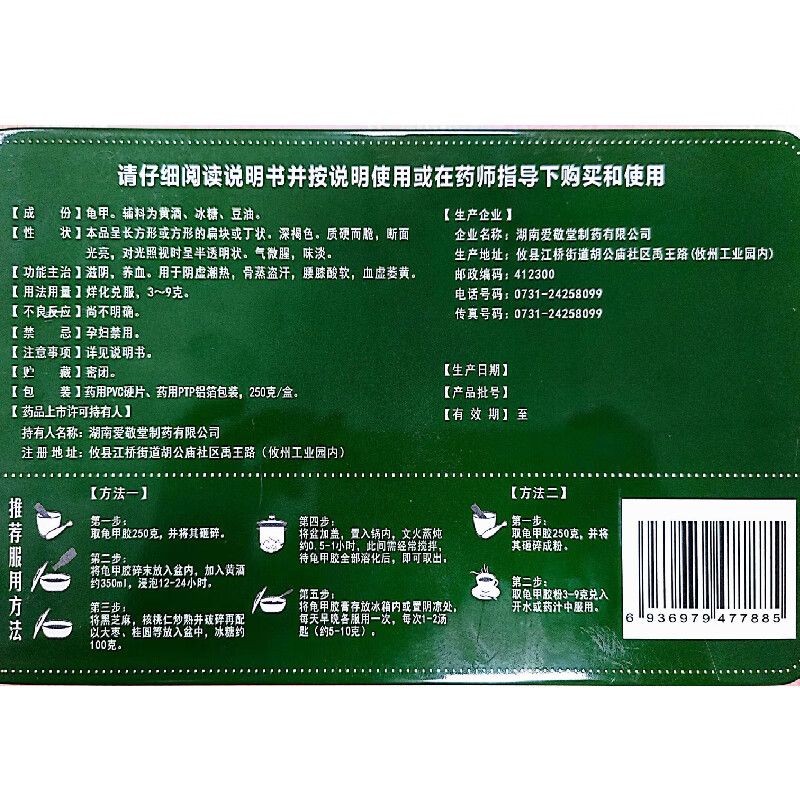 请仔细阅读说明书并按说明使用或在药师指导下购买和使用
【成 份】龟甲。辅料为黄酒、冰糖、豆油。
【性 状】本品呈长方形或方形的扁块或丁状。深褐色。质硬而脆，断面
光亮，对光照视时呈半透明状。气微腥，味淡。
【功能主治】滋阴，养血。用于阴虚潮热，骨蒸盗汗，腰膝酸软，血虚萎黄。
【用法用量】烊化兑服，3～9克。
【不良反应】尚不明确。
【禁 忌】孕妇禁用。
【注意事项】详见说明书。
【贮 藏】密闭。
【包 装】药用PVC硬片、药用PTP铝箔包装，250克/盒。
【药品上市许可持有人】
持有人名称：湖南爱敬堂制药有限公司
注册地址：攸县江桥街道胡公庙社区禹王路（攸州工业园内）
【生产企业】
企业名称：湖南爱敬堂制药有限公司
生产地址：攸县江桥街道胡公庙社区禹王路(攸州工业园内)
邮政编码：412300
电话号码：0731-24258099
传真号码：0731-24258099
【生产日期】
【产品批号】
【有效期】至
推荐服用方法
【方法一】
第一步：
取龟甲胶250克，并将其砸碎。
第二步：
将龟甲胶碎末放入盆内，加入黄酒
约350ml，浸泡12-24小时。
第三步：
将黑芝麻，核桃仁炒熟并破碎再配
以大枣、桂圆等放入盆中，冰糖约
100克。
第四步：
将盆加盖，置入锅内，文火蒸炖
约0.5-1小时，此间需经常搅拌，
待龟甲胶全部溶化后，即可取出。
第五步：
将龟甲胶膏存放冰箱内或置阴凉处，
每天早晚各服用一次，每次1-2汤
匙（约5-10克）。
【方法二】
第一步：
取龟甲胶250克，并将
其砸碎成粉。
第二步：
取龟甲胶粉3-9克兑入
开水或药汁中服用。
6 936979 477885